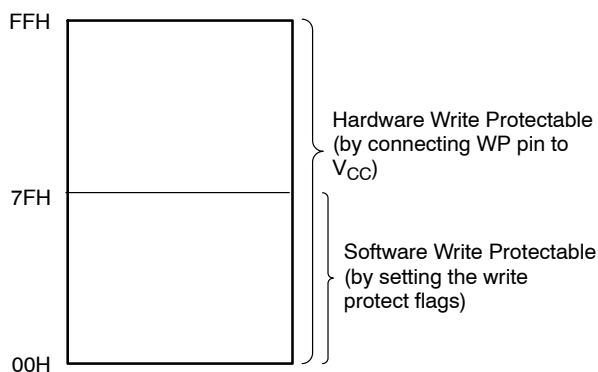 FFH
Hardware Write Protectable
(by connecting WP pin to
VCC)
7FH
Software Write Protectable
(by setting the write
protect flags)
00H